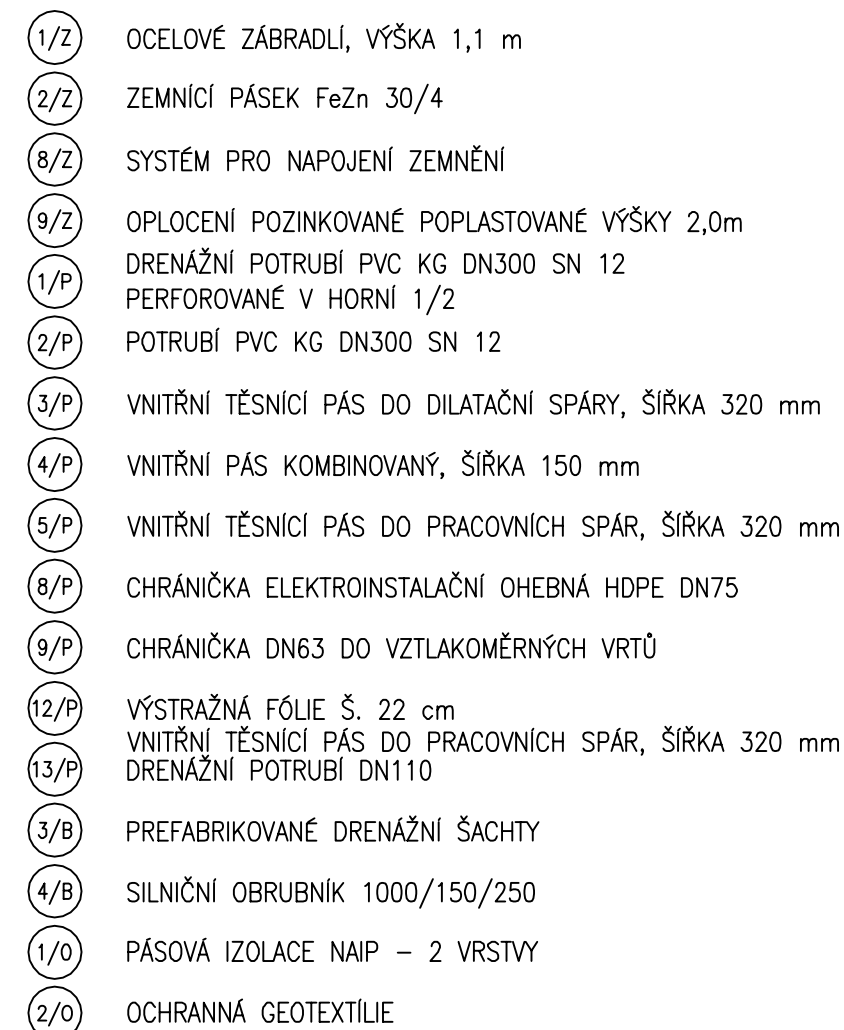 1/Z OCELOVÉ ZÁBRADLÍ, VÝŠKA 1,1 m
2/Z ZEMNÍCÍ PÁSEK FeZn 30/4
8/Z SYSTÉM PRO NAPOJENÍ ZEMNĚNÍ
9/Z OPLOCENÍ POZINKOVANÉ POPLASTOVANÉ VÝŠKY 2,0m
1/P DRENÁŽNÍ POTRUBÍ PVC KG DN300 SN 12
PERFOROVANÉ V HORNÍ 1/2
2/P POTRUBÍ PVC KG DN300 SN 12
3/P VNITŘNÍ TĚSNÍCÍ PÁS DO DILATAČNÍ SPÁRY, ŠÍŘKA 320 mm
4/P VNITŘNÍ PÁS KOMBINOVANÝ, ŠÍŘKA 150 mm
5/P VNITŘNÍ TĚSNÍCÍ PÁS DO PRACOVNÍCH SPÁR, ŠÍŘKA 320 mm
8/P CHRÁNIČKA ELEKTROINSTALAČNÍ OHEBNÁ HDPE DN75
9/P CHRÁNIČKA DN63 DO VZTLAKOMĚRNÝCH VRTŮ
12/P VÝSTRAŽNÁ FÓLIE Š. 22 cm
VNITŘNÍ TĚSNÍCÍ PÁS DO PRACOVNÍCH SPÁR, ŠÍŘKA 320 mm
13/P DRENÁŽNÍ POTRUBÍ DN110
3/B PREFABRIKOVANÉ DRENÁŽNÍ ŠACHTY
4/B SILNIČNÍ OBRUBNÍK 1000/150/250
1/O PÁSOVÁ IZOLACE NAIP – 2 VRSTVY
2/O OCHRANNÁ GEOTEXTÍLIE